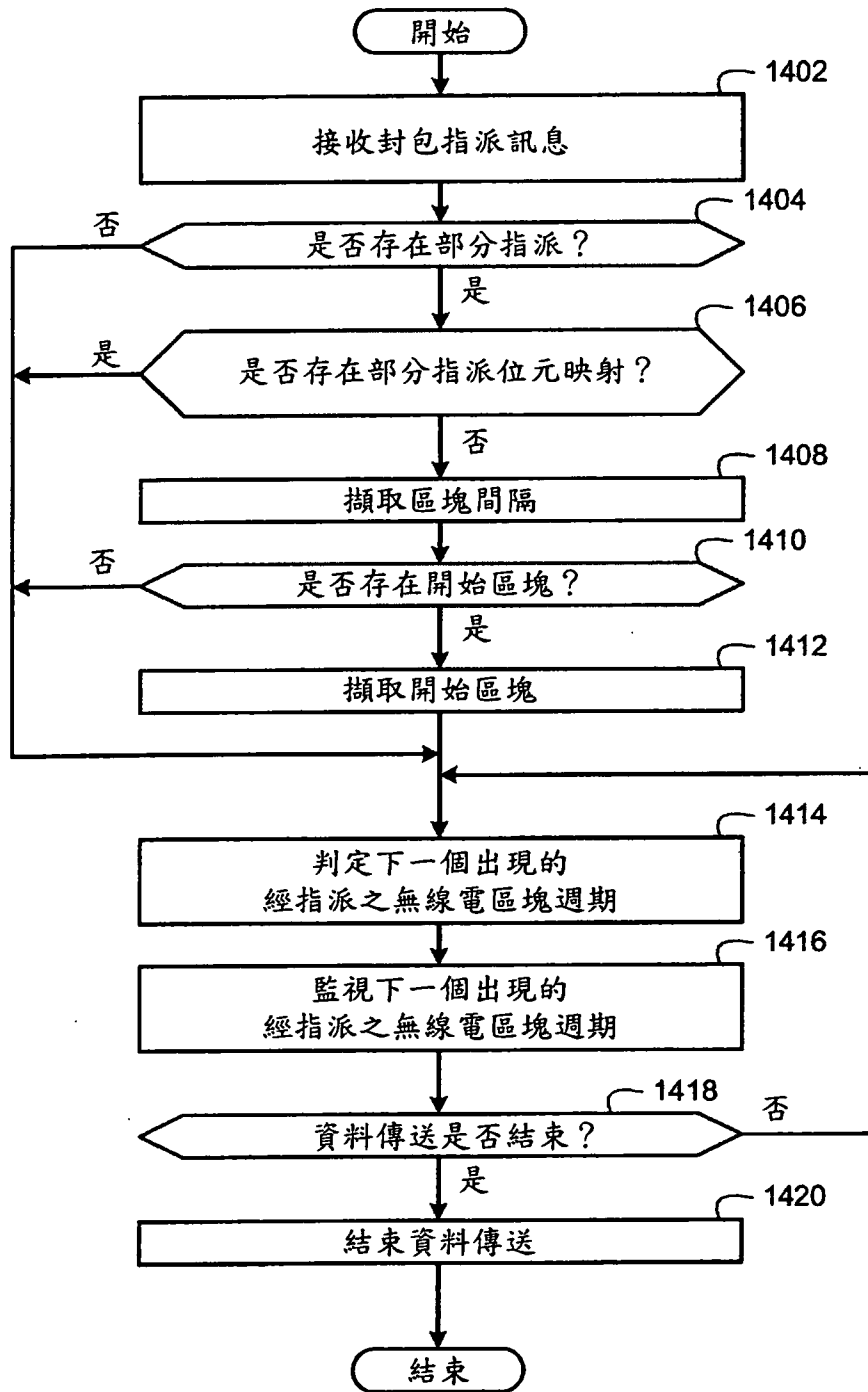 開始
1402
接收封包指派訊息
1404
否
是否存在部分指派？
是
1406
是
是否存在部分指派位元映射？
否
1408
擷取區塊間隔
1410
否
是否存在開始區塊？
是
1412
擷取開始區塊
1414
判定下一個出現的
經指派之無線電區塊週期
1416
監視下一個出現的
經指派之無線電區塊週期
1418
否
資料傳送是否結束？
是
1420
結束資料傳送
結束